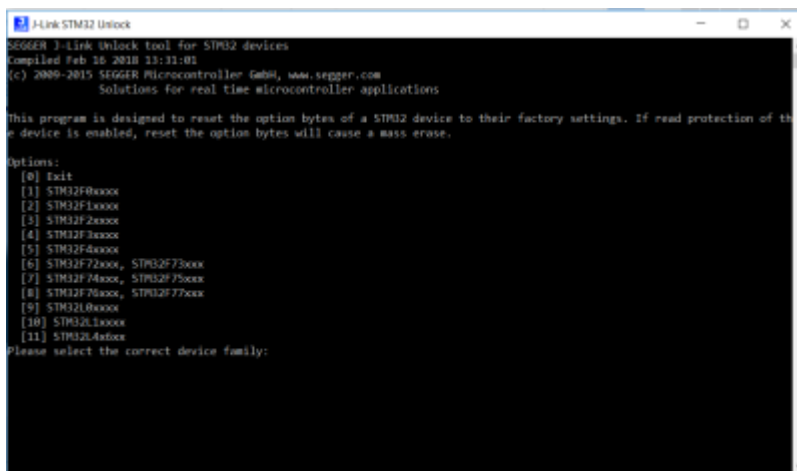 J-Link STM32 Unlock
SEGGER J-Link Unlock tool for STM32 devices
Compiled Feb 16 2018 13:31:01
(c) 2009-2015 SEGGER Microcontroller GmbH, www.segger.com
Solutions for real time microcontroller applications
This program is designed to reset the option bytes of a STM32 device to their factory settings. If read protection of th
e device is enabled, reset the option bytes will cause a mass erase.
Options:
[0] Exit
[1] STM32F0xxxx
[2] STM32F1xxxx
[3] STM32F2xxxx
[4] STM32F3xxxx
[5] STM32F4xxxx
[6] STM32F72xxx, STM32F73xxx
[7] STM32F74xxx, STM32F75xxx
[8] STM32F76xxx, STM32F77xxx
[9] STM32L0xxxx
[10] STM32L1xxxx
[11] STM32L4x6xx
Please select the correct device family: